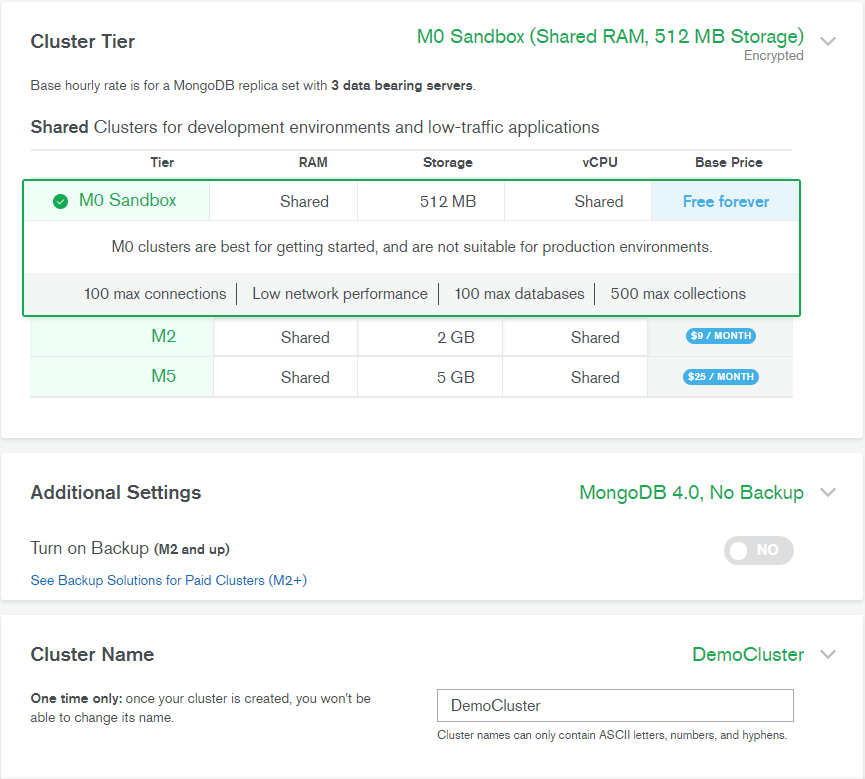 Cluster Tier
M0 Sandbox (Shared RAM, 512 MB Storage)
Encrypted
Base hourly rate is for a MongoDB replica set with 3 data bearing servers.
Shared Clusters for development environments and low-traffic applications
Tier RAM Storage vCPU Base Price
M0 Sandbox Shared 512 MB Shared Free forever
M0 clusters are best for getting started, and are not suitable for production environments.
100 max connections Low network performance 100 max databases 500 max collections
M2 Shared 2 GB Shared $9 / MONTH
M5 Shared 5 GB Shared $25 / MONTH
Additional Settings
MongoDB 4.0, No Backup
Turn on Backup (M2 and up)
NO
See Backup Solutions for Paid Clusters (M2+)
Cluster Name
DemoCluster
One time only: once your cluster is created, you won't be
able to change its name.
DemoCluster
Cluster names can only contain ASCII letters, numbers, and hyphens.